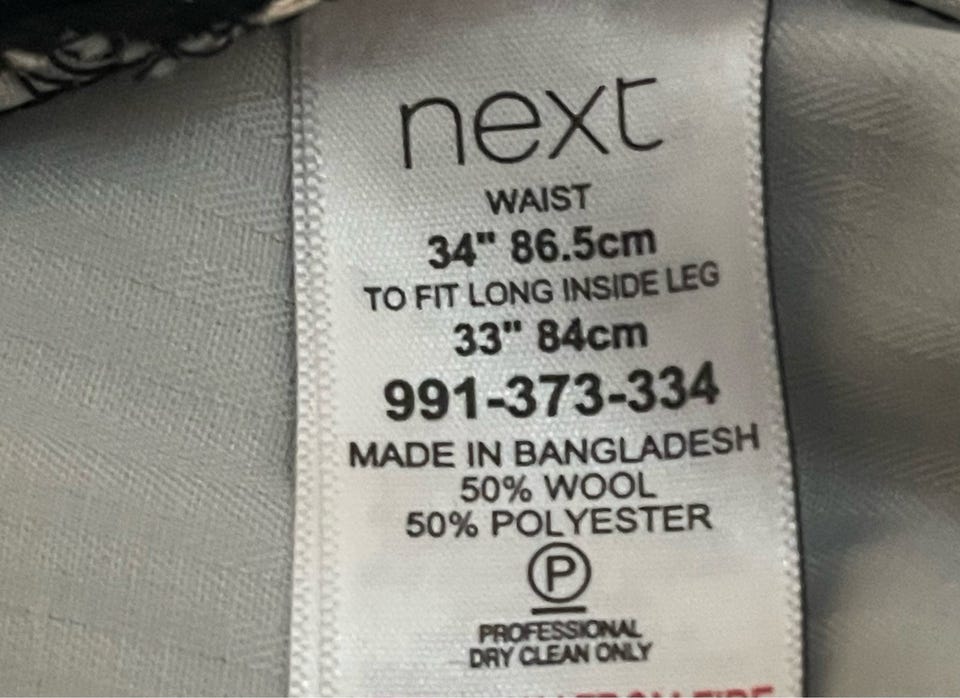 next
WAIST
34" 86.5cm
TO FIT LONG INSIDE LEG
33" 84cm
991-373-334
MADE IN BANGLADESH
50% WOOL
50% POLYESTER
P
PROFESSIONAL
DRY CLEAN ONLY